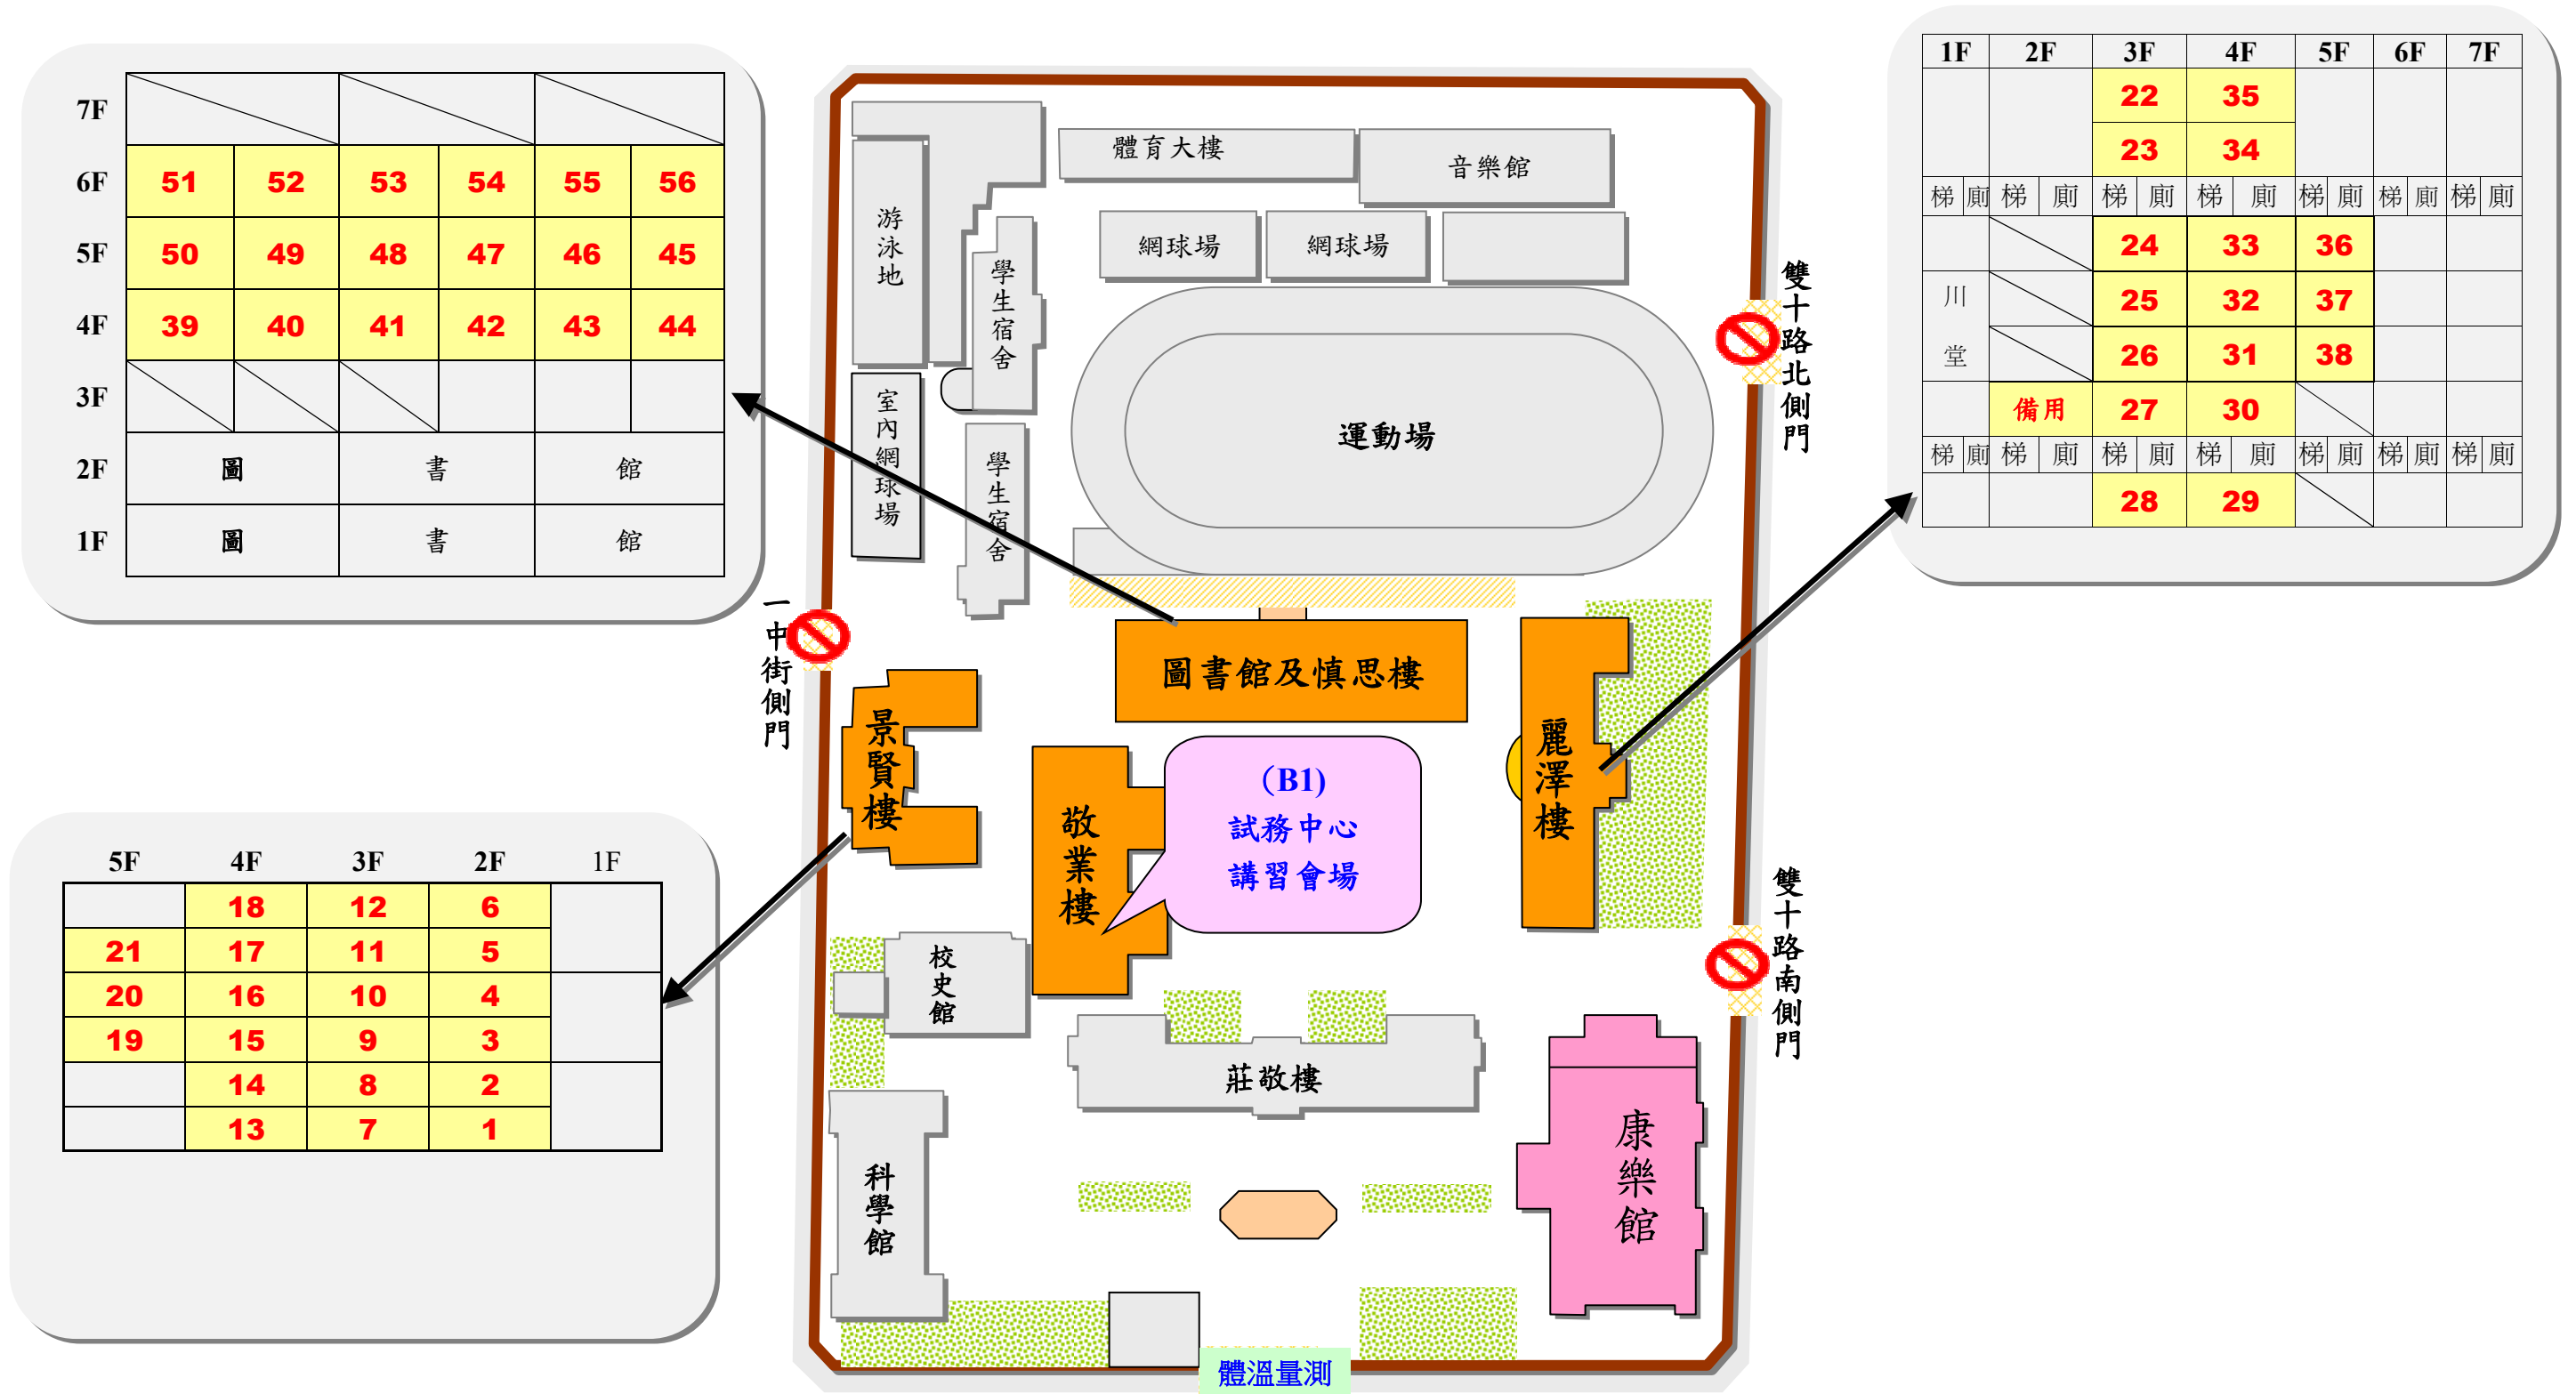 7F
6F 51 52 53 54 55 56
5F 50 49 48 47 46 45
4F 39 40 41 42 43 44
3F
2F 圖 書 館
1F 圖 書 館
5F 4F 3F 2F 1F
18 12 6
21 17 11 5
20 16 10 4
19 15 9 3
14 8 2
13 7 1
1F 2F 3F 4F 5F 6F 7F
22 35
23 34
梯 廁 梯 廁 梯 廁 梯 廁 梯 廁 梯 廁 梯 廁
24 33 36
川 25 32 37
堂 26 31 38
備用 27 30
梯 廁 梯 廁 梯 廁 梯 廁 梯 廁 梯 廁 梯 廁
28 29
體育大樓
音樂館
游泳地
學生宿舍
網球場
網球場
室內網球場
學生宿舍
運動場
雙十路北側門
一中街側門
圖書館及慎思樓
景賢樓
敬業樓
（B1)
試務中心
講習會場
麗澤樓
雙十路南側門
校史館
莊敬樓
科學館
康樂館
體溫量測